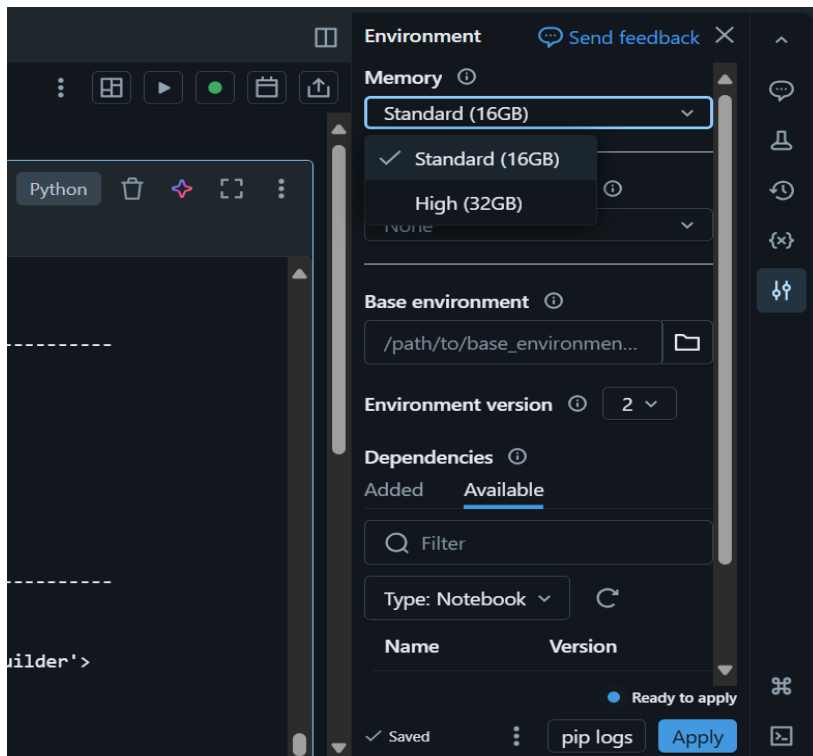 Environment
Send feedback
Memory
Standard (16GB)
Standard (16GB)
High (32GB)
None
Python
Base environment
/path/to/base_environmen...
----------
Environment version
2
Dependencies
Added
Available
Filter
----------
Type: Notebook
Name
Version
uilder'>
Ready to apply
Saved
pip logs
Apply